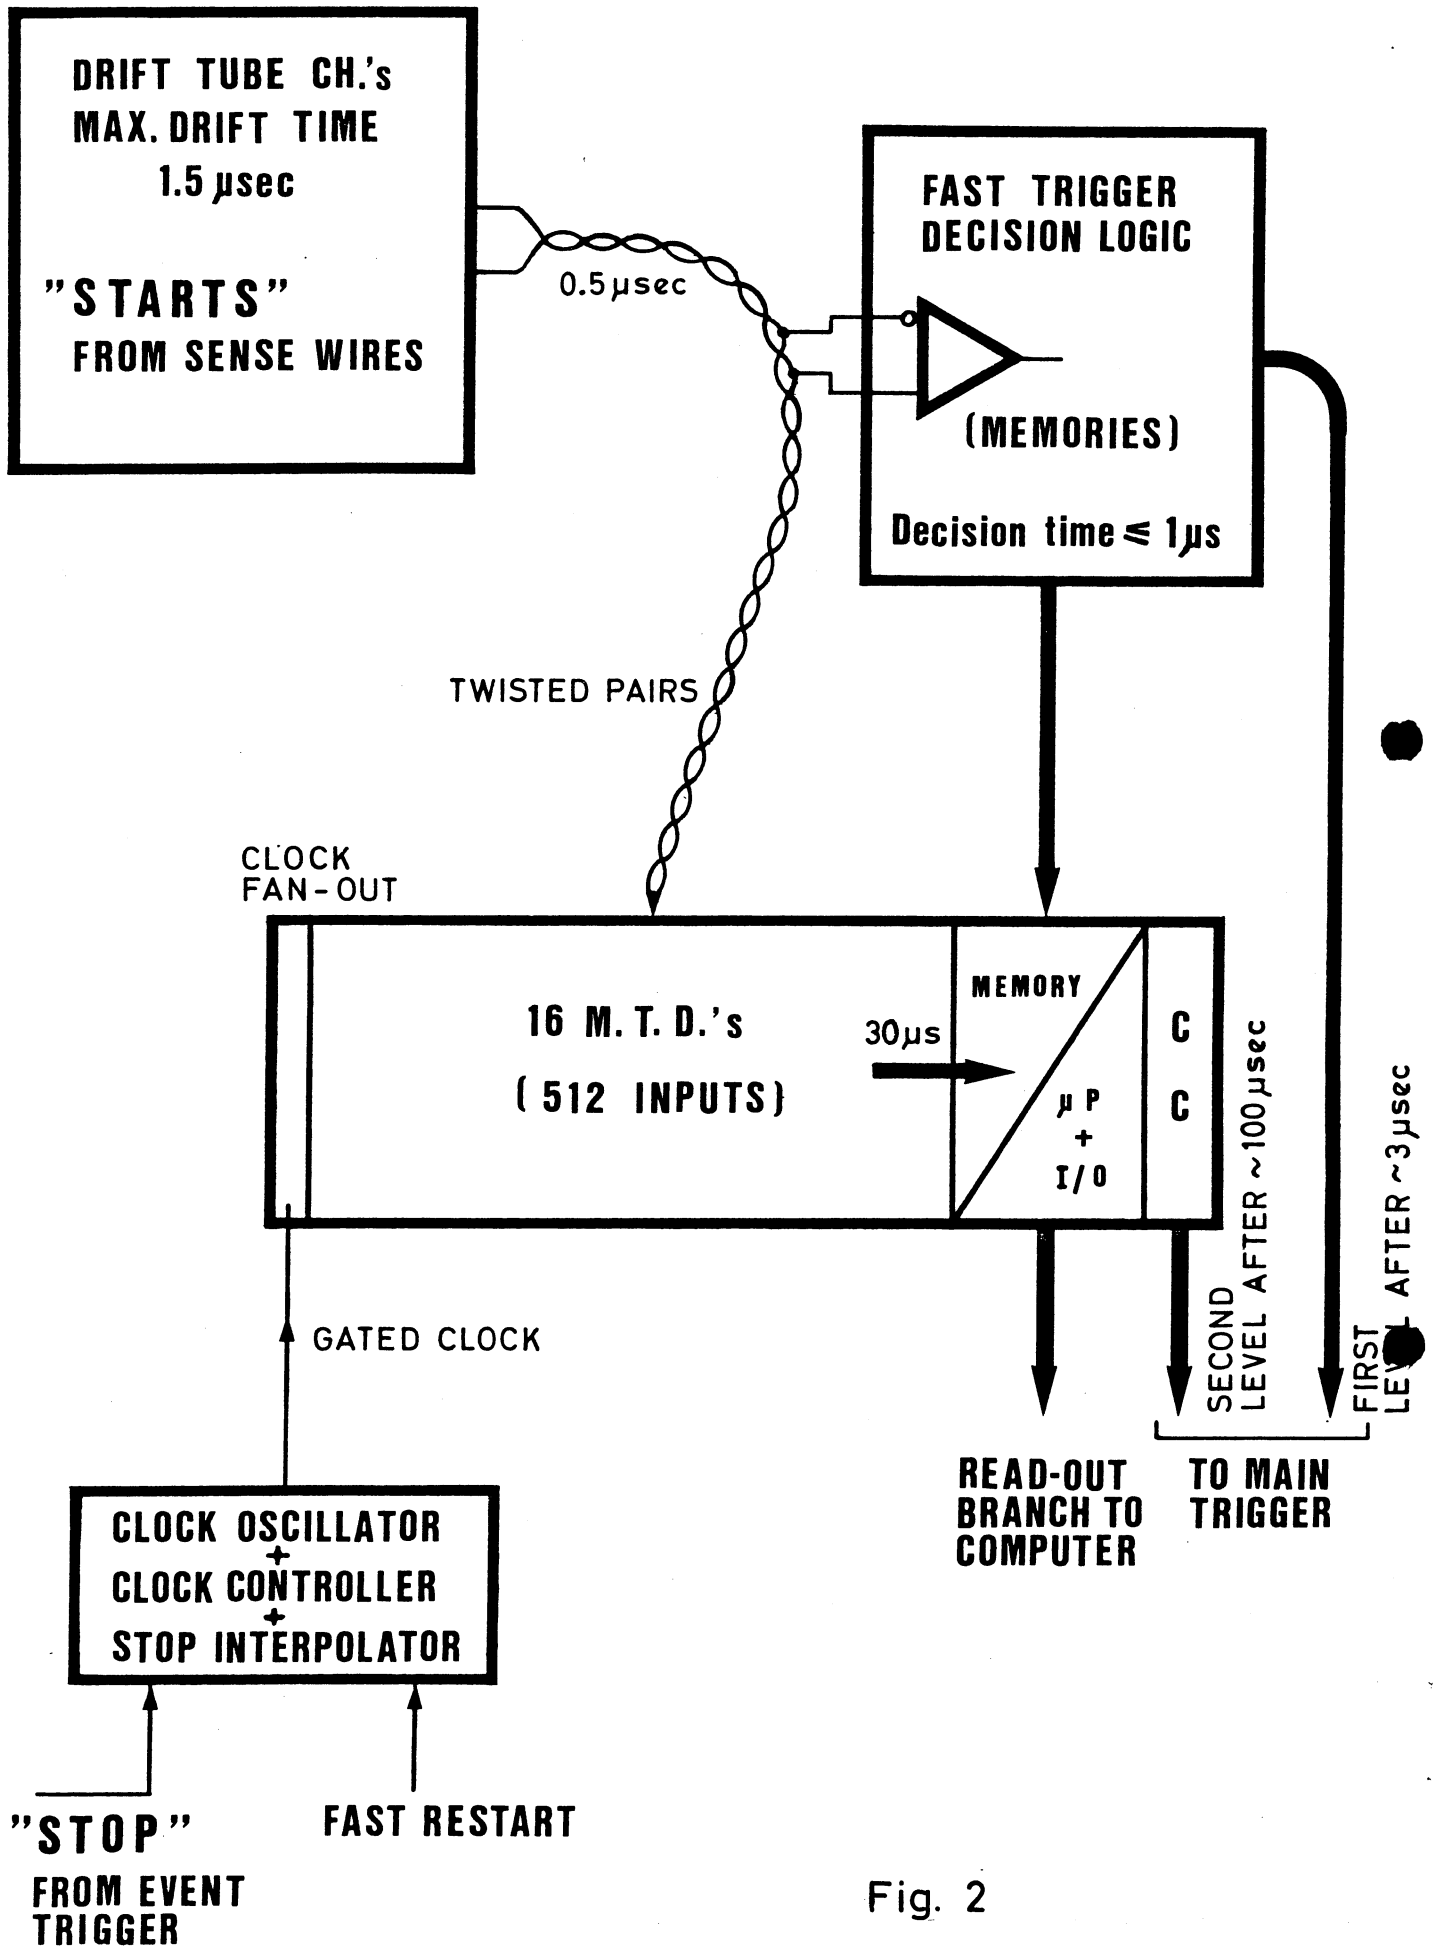 DRIFT TUBE CH.'s
MAX. DRIFT TIME
1.5 µsec
"STARTS"
FROM SENSE WIRES
0.5µsec
FAST TRIGGER
DECISION LOGIC
(MEMORIES)
Decision time ≤ 1µs
TWISTED PAIRS
CLOCK
FAN-OUT
16 M.T.D.'s
(512 INPUTS)
30µs
MEMORY
µP
+
I/O
C
C
SECOND
LEVEL AFTER ~100µsec
FIRST
LEVEL AFTER ~3µsec
GATED CLOCK
READ-OUT
BRANCH TO
COMPUTER
TO MAIN
TRIGGER
CLOCK OSCILLATOR
+
CLOCK CONTROLLER
+
STOP INTERPOLATOR
"STOP"
FROM EVENT
TRIGGER
FAST RESTART
Fig. 2